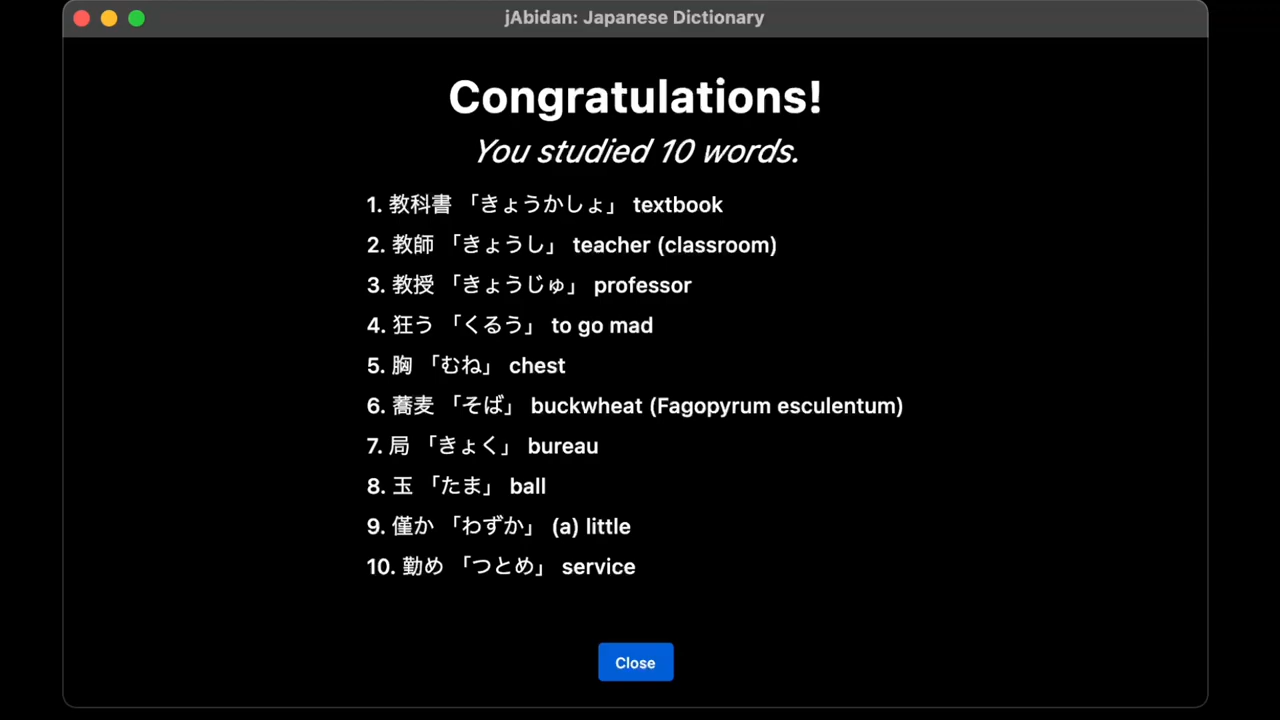 jAbidan: Japanese Dictionary
Congratulations!
You studied 10 words.
1. 教科書 「きょうかしょ」 textbook
2. 教師 「きょうし」 teacher (classroom)
3. 教授 「きょうじゅ」 professor
4. 狂う 「くるう」 to go mad
5. 胸 「むね」 chest
6. 蕎麦 「そば」 buckwheat (Fagopyrum esculentum)
7. 局 「きょく」 bureau
8. 玉 「たま」 ball
9. 僅か 「わずか」 (a) little
10. 勤め 「つとめ」 service
Close